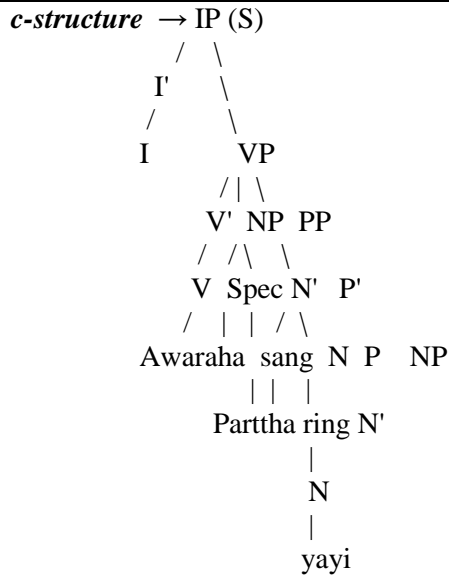 c-structure → IP (S)
I'
I VP
V' NP PP
V Spec N' P'
Awaraha sang N P NP
Parttha ring N'
N
yayi